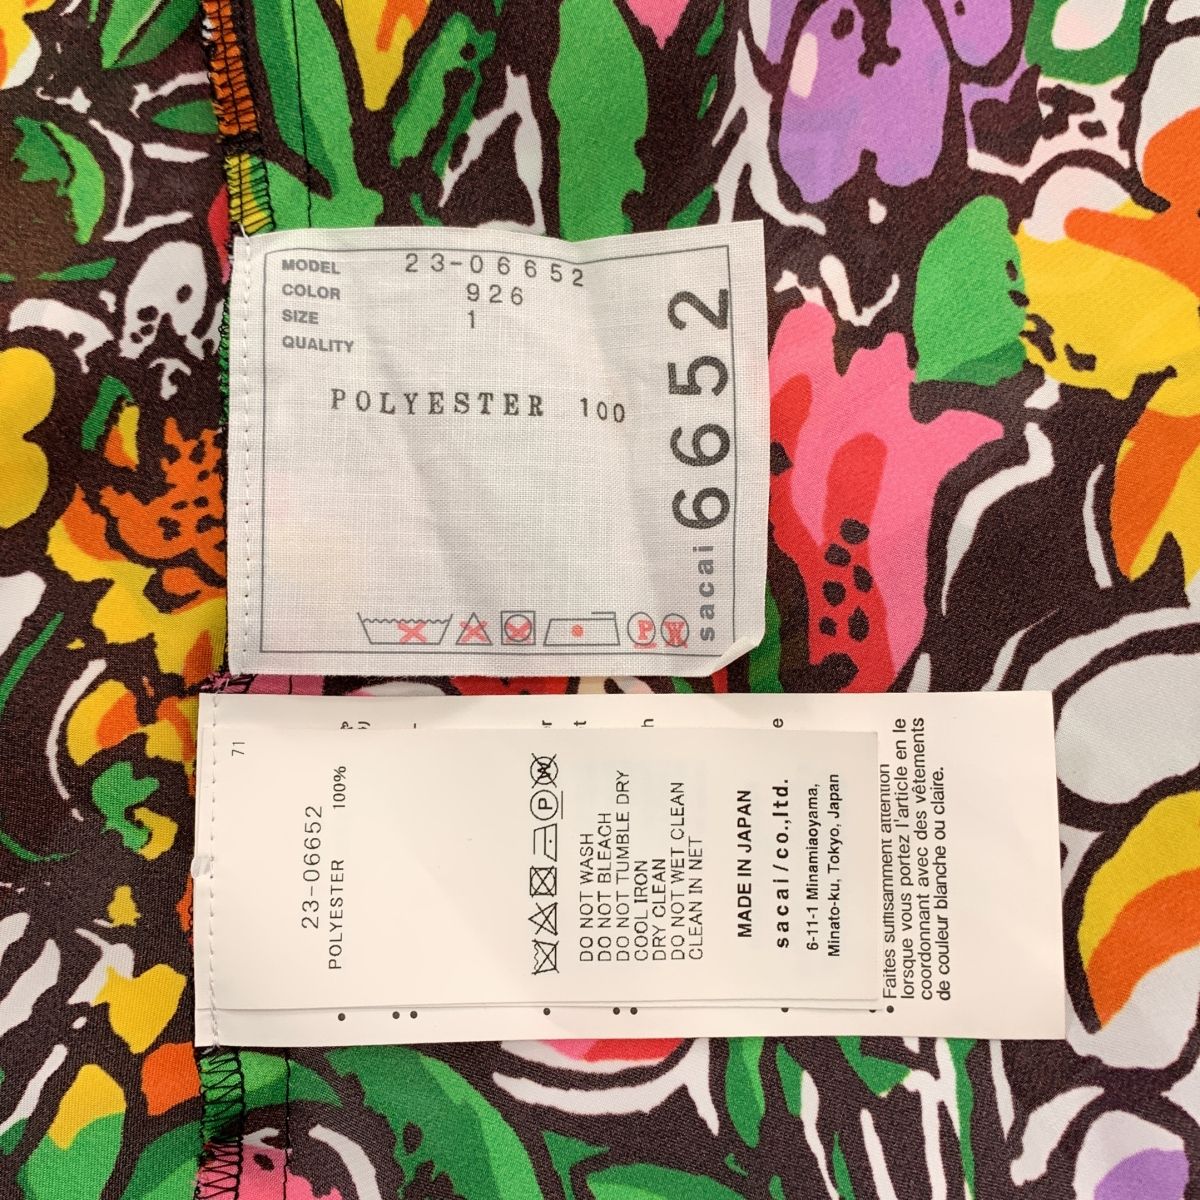 MODEL 23-06652
COLOR 926
SIZE 1
QUALITY
POLYESTER 100
sacai 6652
P
W
71
23-06652
POLYESTER 100%
P
W
DO NOT WASH
DO NOT BLEACH
DO NOT TUMBLE DRY
COOL IRON
DRY CLEAN
DO NOT WET CLEAN
CLEAN IN NET
MADE IN JAPAN
sacai/co.,ltd.
6-11-1 Minamiaoyama,
Minato-ku, Tokyo, Japan
• Faites suffisamment attention
lorsque vous portez l'article en le
coordonnant avec des vêtements
de couleur blanche ou claire.